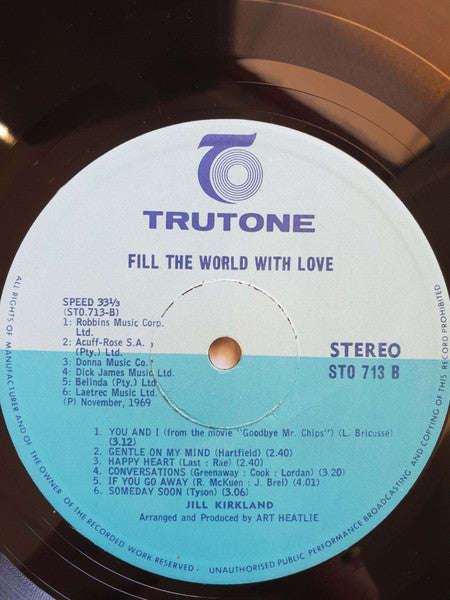 TRUTONE
FILL THE WORLD WITH LOVE
SPEED 33⅓
(STO.713-B)
1: Robbins Music Corp.
Ltd.
2: Acuff-Rose S.A.
(Pty.) Ltd.
3: Donna Music Co.
4: Dick James Music Ltd.
5: Belinda (Pty.) Ltd.
6: Laetrec Music Ltd.
(P) November, 1969
STEREO
STO 713 B
1. YOU AND I (from the movie "Goodbye Mr. Chips") (L. Bricusse)
(3.12)
2. GENTLE ON MY MIND (Hartfield) (2.40)
3. HAPPY HEART (Last : Rae) (2.40)
4. CONVERSATIONS (Greenaway : Cook : Lordan) (3.20)
5. IF YOU GO AWAY (R. McKuen : J. Brel) (4.01)
6. SOMEDAY SOON (Tyson) (3.06)
JILL KIRKLAND
Arranged and Produced by ART HEATLIE
ALL RIGHTS OF MANUFACTURER AND OF THE OWNER OF THE RECORDED WORK RESERVED. UNAUTHORISED PUBLIC PERFORMANCE BROADCASTING AND COPYING OF THIS RECORD PROHIBITED